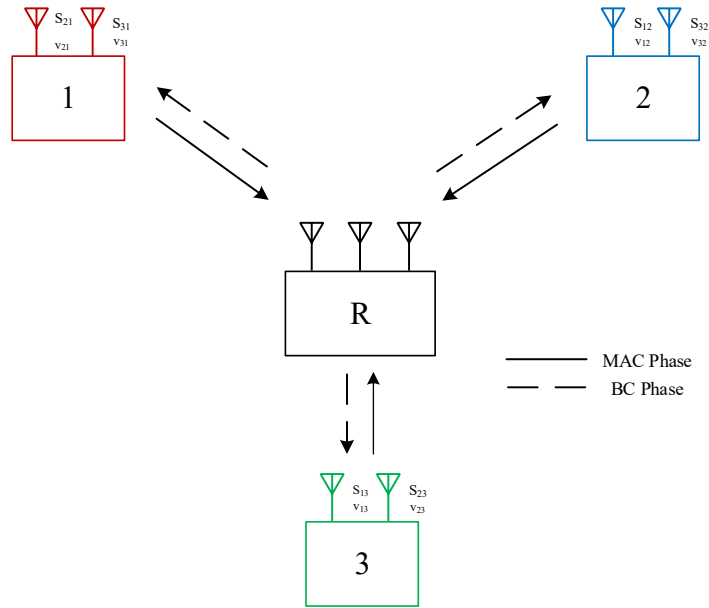 S21 S31
v21 v31
1
S12 S32
v12 v32
2
R
MAC Phase
BC Phase
S13 S23
v13 v23
3